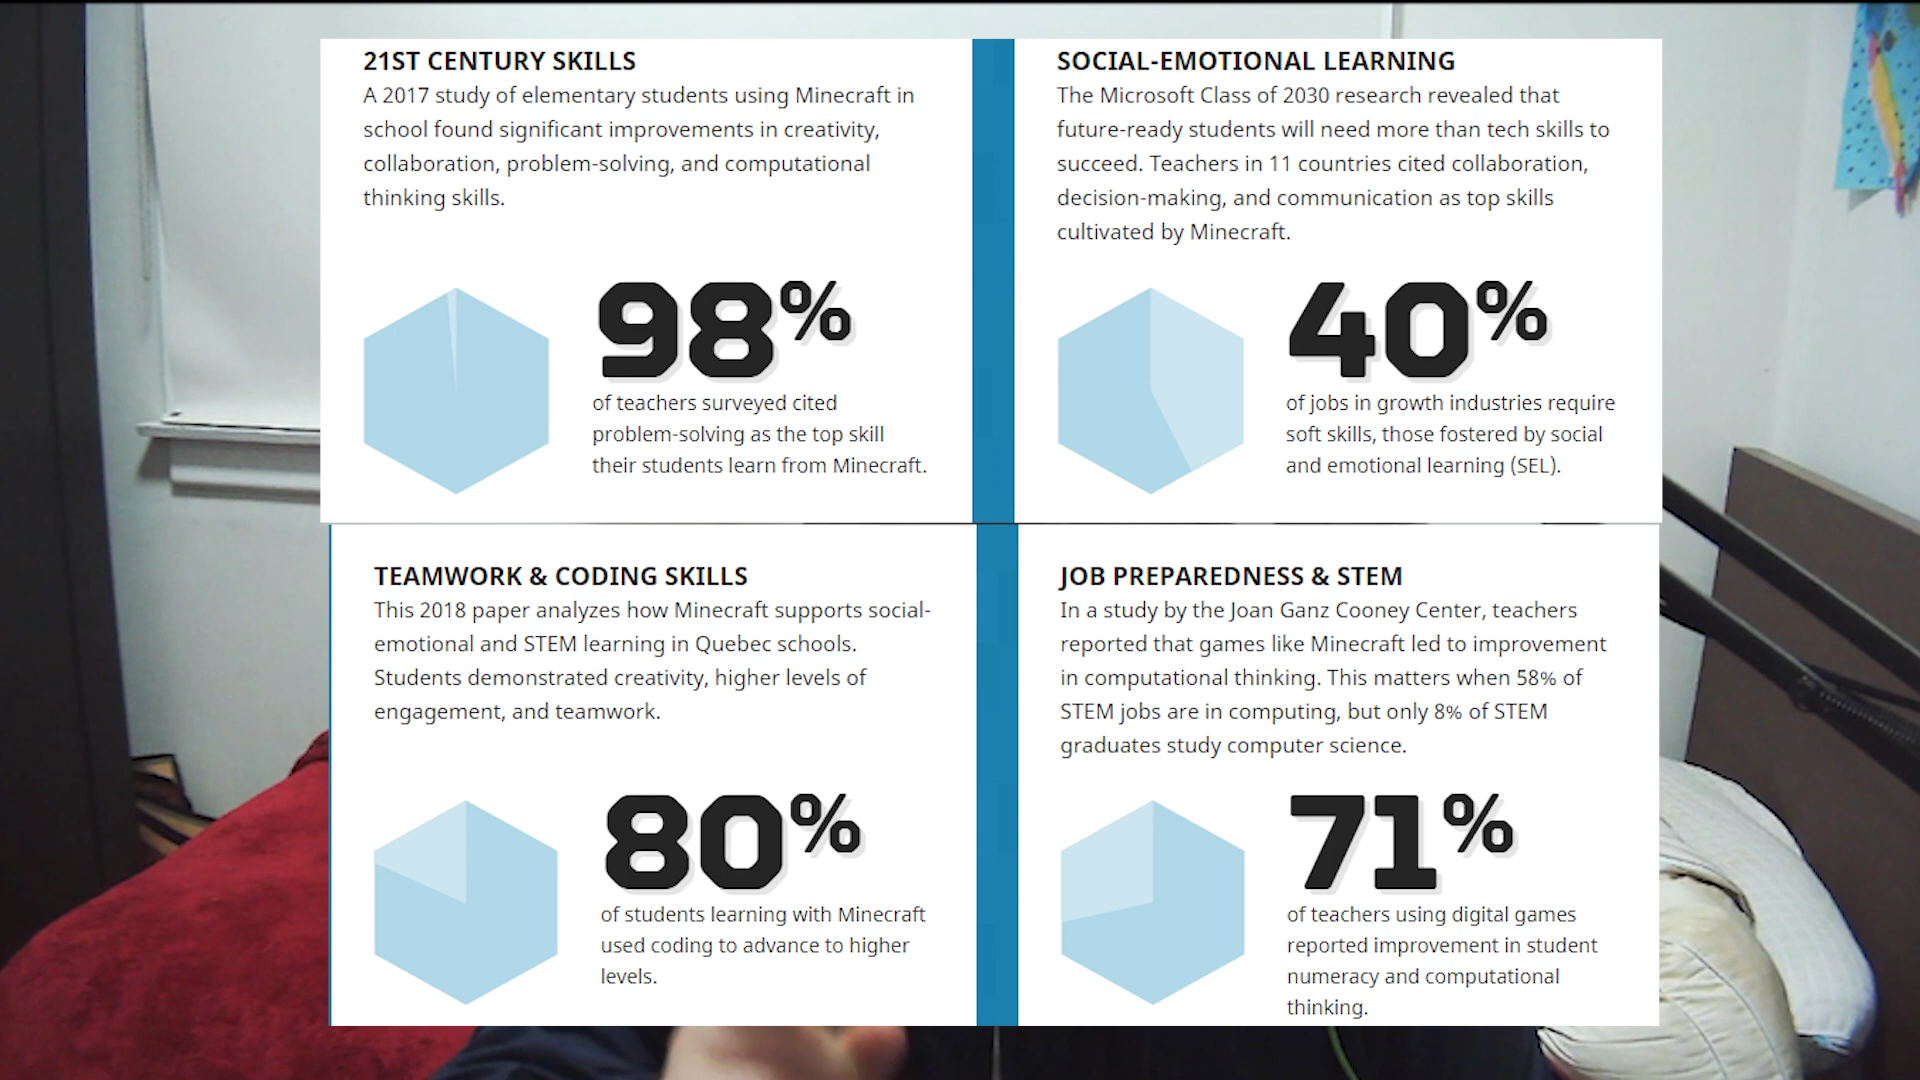 21ST CENTURY SKILLS
A 2017 study of elementary students using Minecraft in
school found significant improvements in creativity,
collaboration, problem-solving, and computational
thinking skills.
98%
of teachers surveyed cited
problem-solving as the top skill
their students learn from Minecraft.
SOCIAL-EMOTIONAL LEARNING
The Microsoft Class of 2030 research revealed that
future-ready students will need more than tech skills to
succeed. Teachers in 11 countries cited collaboration,
decision-making, and communication as top skills
cultivated by Minecraft.
40%
of jobs in growth industries require
soft skills, those fostered by social
and emotional learning (SEL).
TEAMWORK & CODING SKILLS
This 2018 paper analyzes how Minecraft supports social-
emotional and STEM learning in Quebec schools.
Students demonstrated creativity, higher levels of
engagement, and teamwork.
80%
of students learning with Minecraft
used coding to advance to higher
levels.
JOB PREPAREDNESS & STEM
In a study by the Joan Ganz Cooney Center, teachers
reported that games like Minecraft led to improvement
in computational thinking. This matters when 58% of
STEM jobs are in computing, but only 8% of STEM
graduates study computer science.
71%
of teachers using digital games
reported improvement in student
numeracy and computational
thinking.